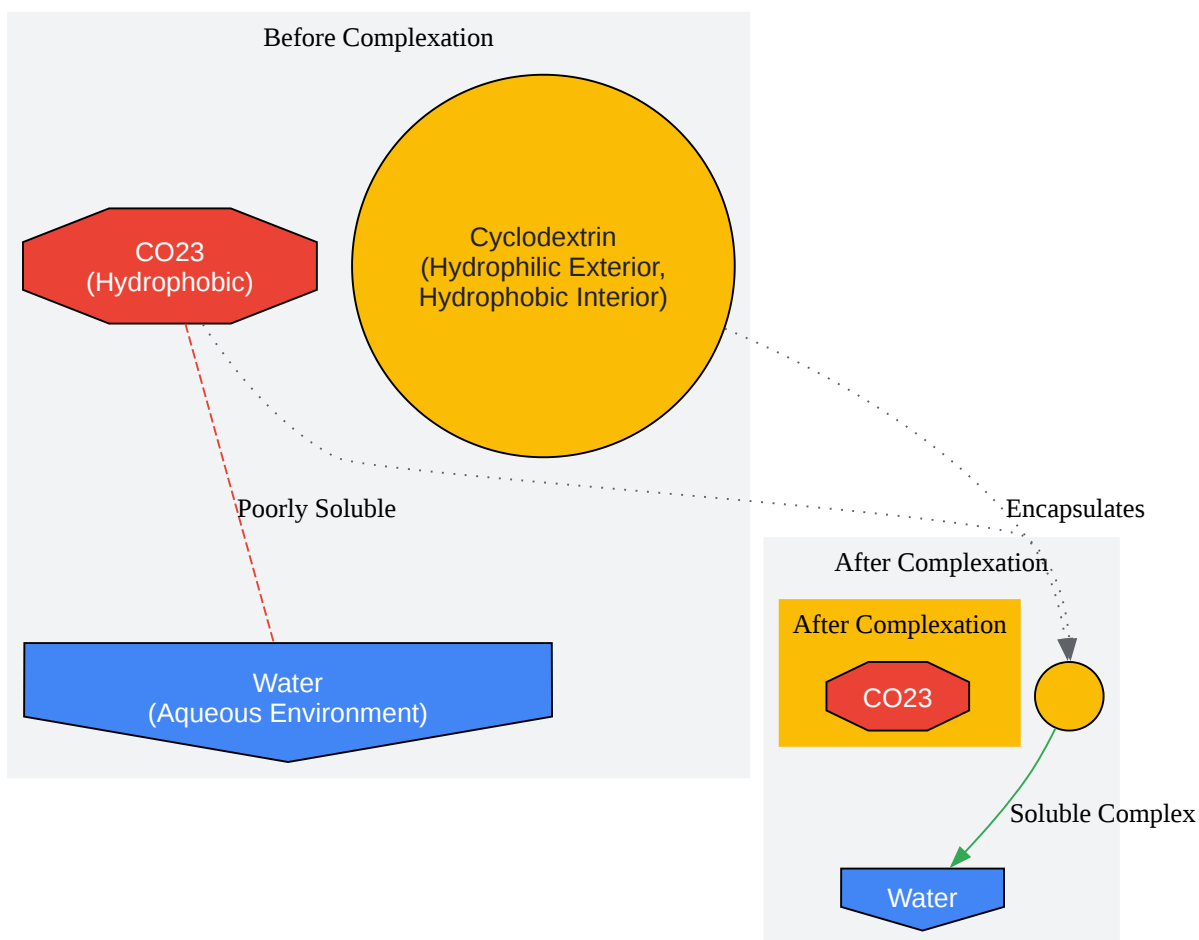 Before Complexation
Cyclodextrin
(Hydrophilic Exterior,
Hydrophobic Interior)
CO23
(Hydrophobic)
Poorly Soluble
Encapsulates
Water
(Aqueous Environment)
After Complexation
After Complexation
CO23
Soluble Complex
Water